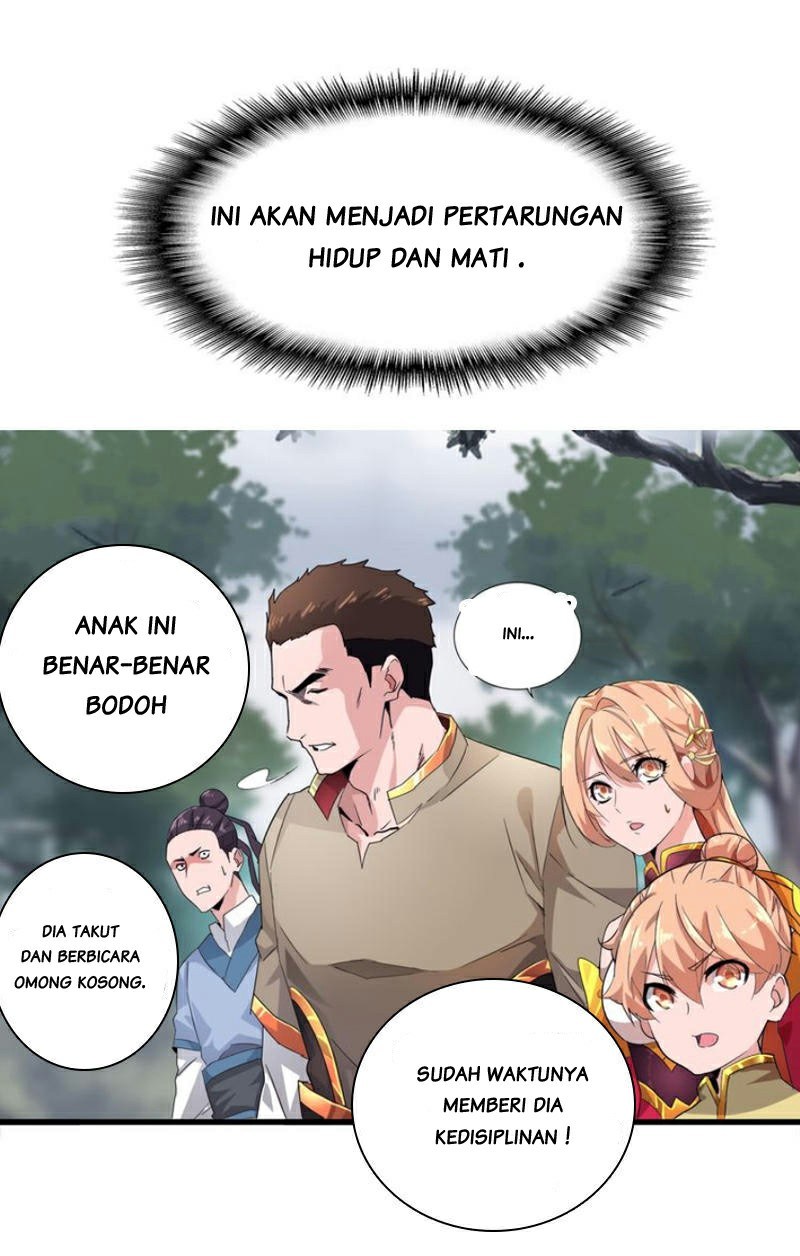 INI AKAN MENJADI PERTARUNGAN
HIDUP DAN MATI .
ANAK INI
BENAR-BENAR
BODOH
INI...
DIA TAKUT
DAN BERBICARA
OMONG KOSONG.
SUDAH WAKTUNYA
MEMBERI DIA
KEDISIPLINAN !